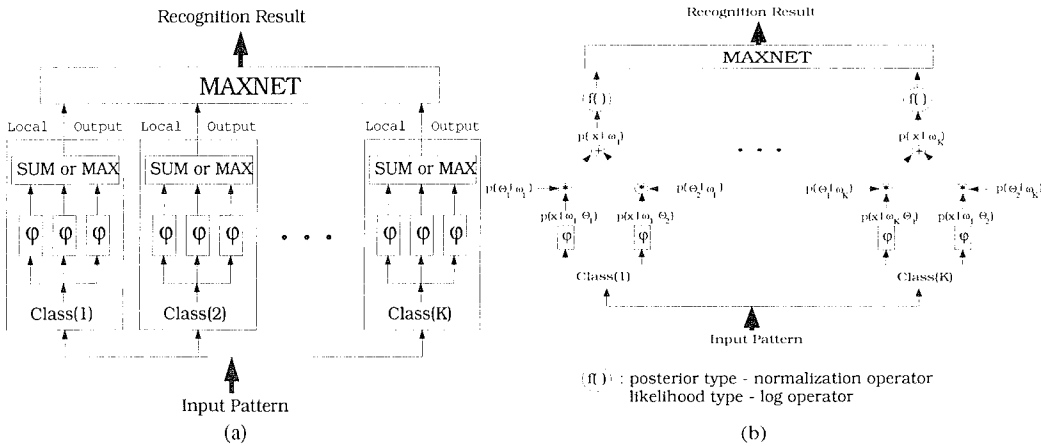 Recognition Result
MAXNET
Local Output Local Output Local
SUM or MAX SUM or MAX SUM or MAX
φ φ φ φ φ φ φ φ φ
Class(1) Class(2) Class(K)
Input Pattern
(a)
Recognition Result
MAXNET
f() f()
p(x|ω₁) p(x|ωK)
+ +
p(Θ₁|ω₁) * * p(Θ₂|ω₁) p(Θ₁|ωK) * * p(Θ₂|ωK)
p(x|ω₁,Θ₁) p(x|ω₁,Θ₂) p(x|ωK,Θ₁) p(x|ω₁,Θ₂)
φ φ φ φ
Class(1) Class(K)
Input Pattern
f() : posterior type - normalization operator
likelihood type - log operator
(b)